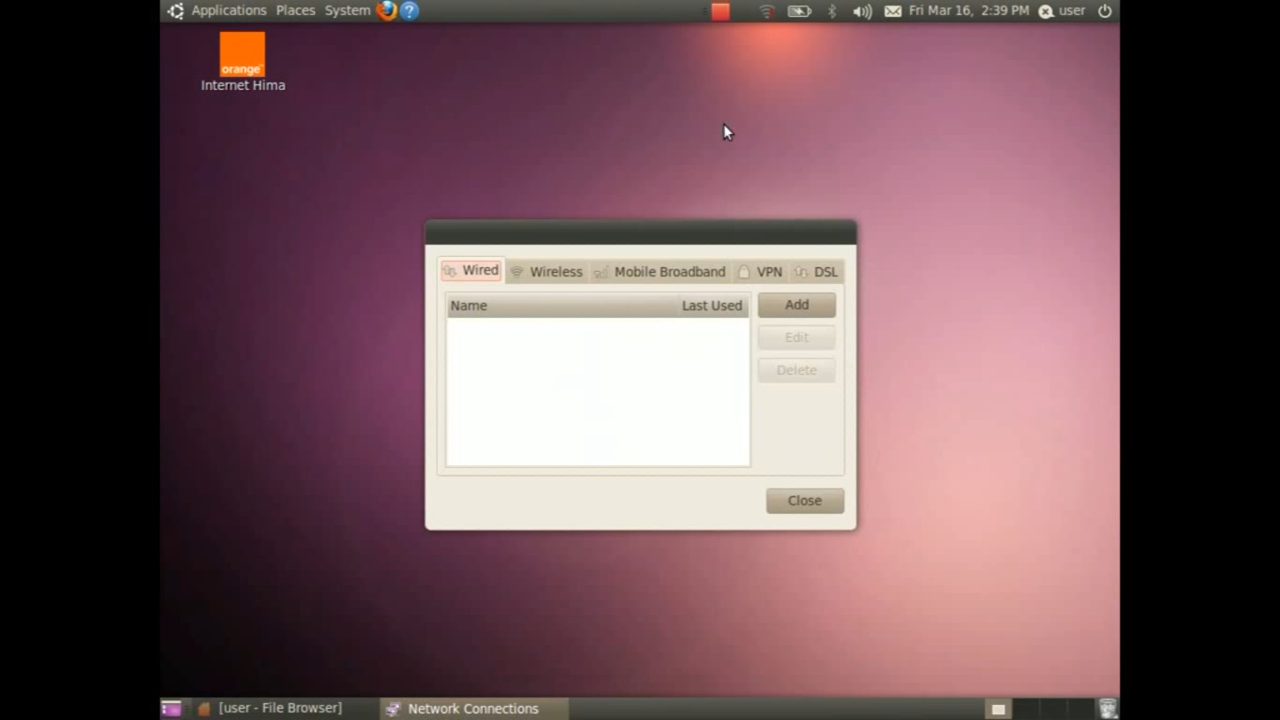 Applications Places System Fri Mar 16, 2:39 PM user
orange™
Internet Hima
Wired Wireless Mobile Broadband VPN DSL
Name Last Used Add
Edit
Delete
Close
[user - File Browser] Network Connections